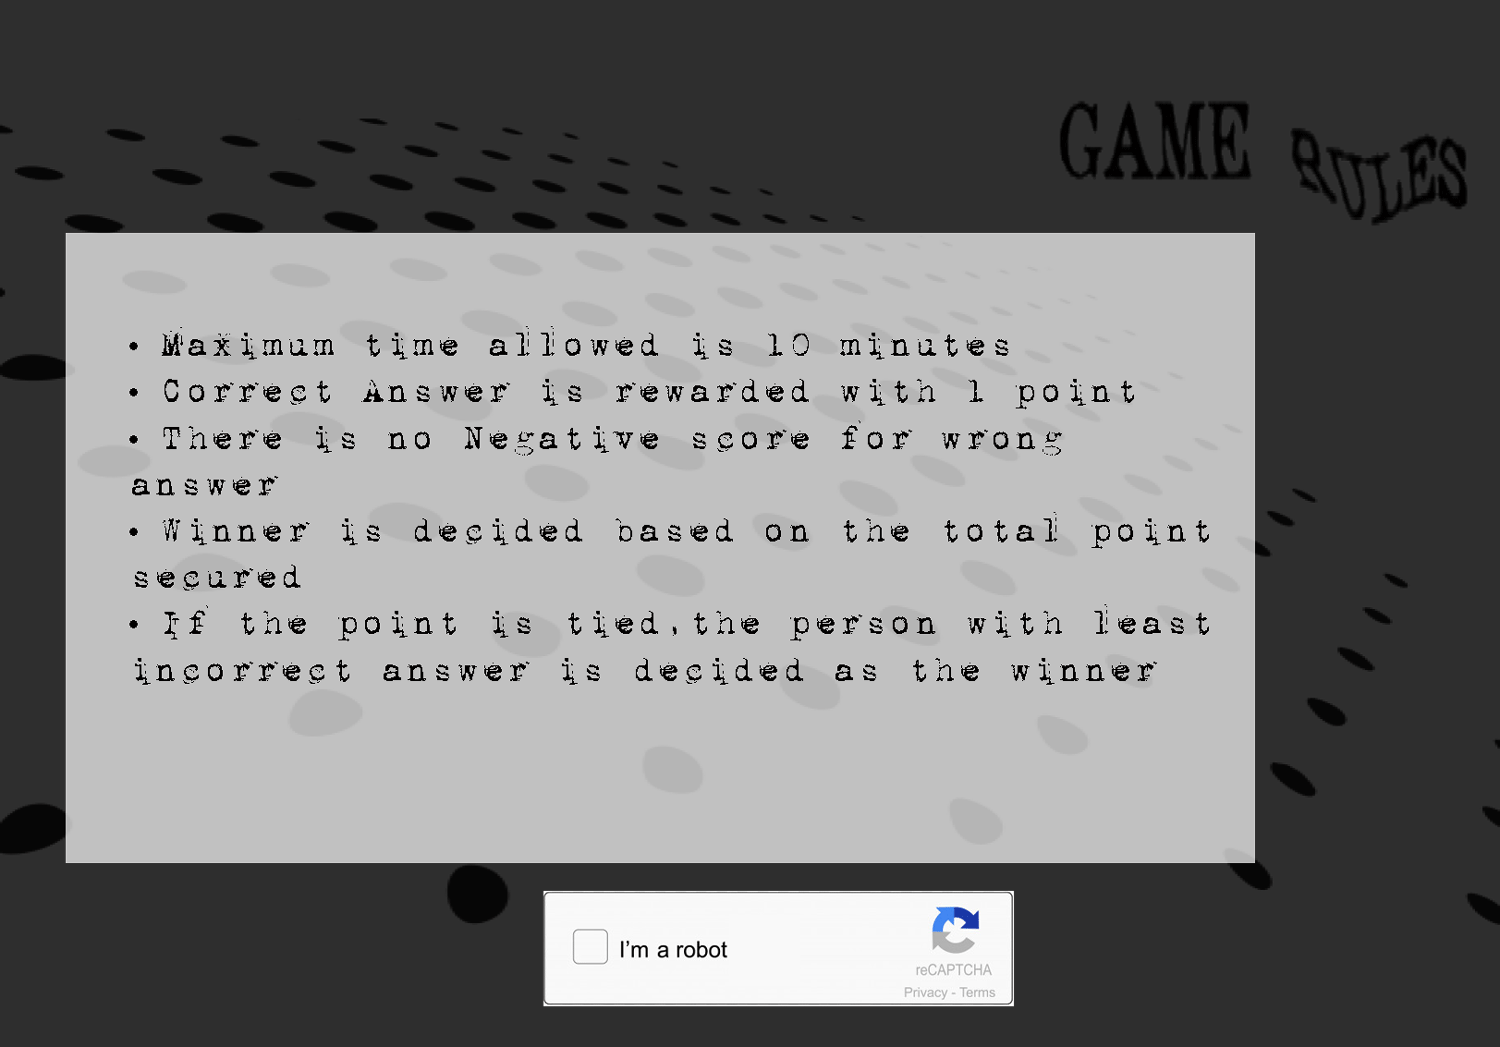 GAME RULES
• Maximum time allowed is 10 minutes
• Correct Answer is rewarded with 1 point
• There is no Negative score for wrong
answer
• Winner is decided based on the total point
secured
• If the point is tied,the person with least
incorrect answer is decided as the winner
I’m a robot
reCAPTCHA
Privacy - Terms